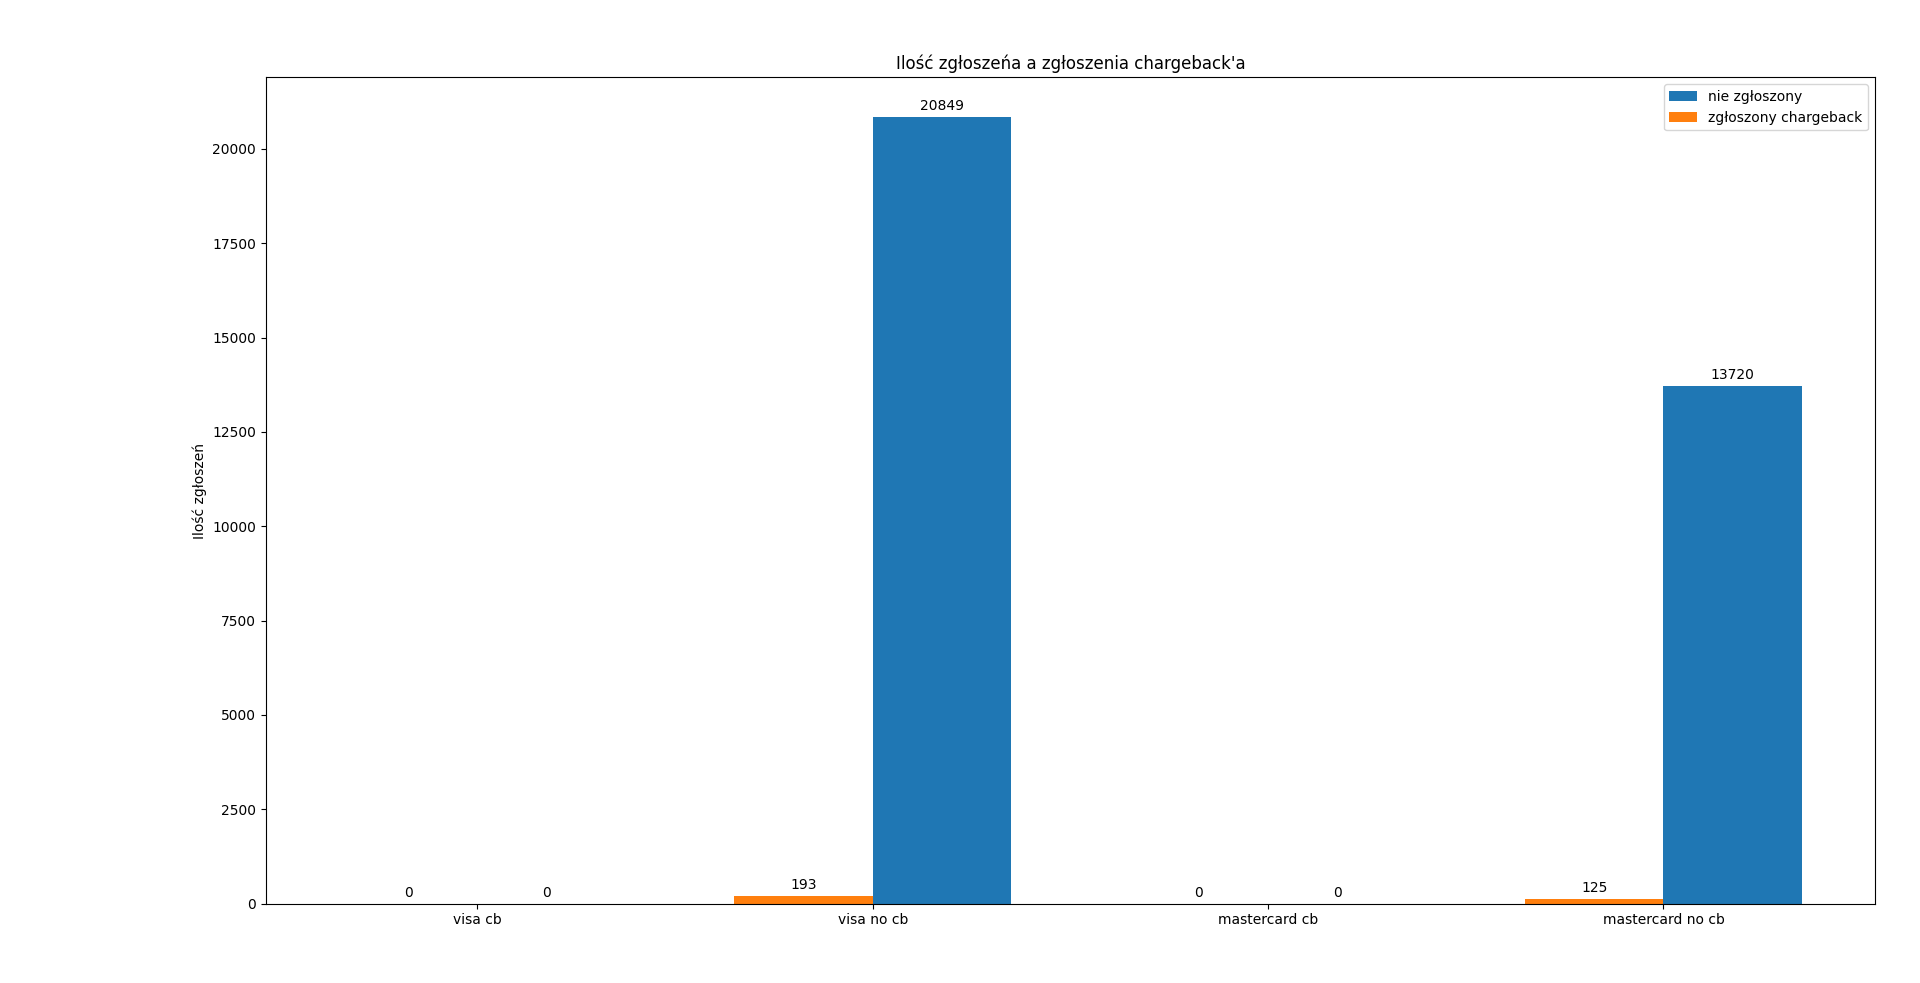 Ilość zgłoszeńa a zgłoszenia chargeback'a
nie zgłoszony
zgłoszony chargeback
Ilość zgłoszeń
20000
17500
15000
12500
10000
7500
5000
2500
0
20849
13720
193
125
0
0
0
0
visa cb
visa no cb
mastercard cb
mastercard no cb